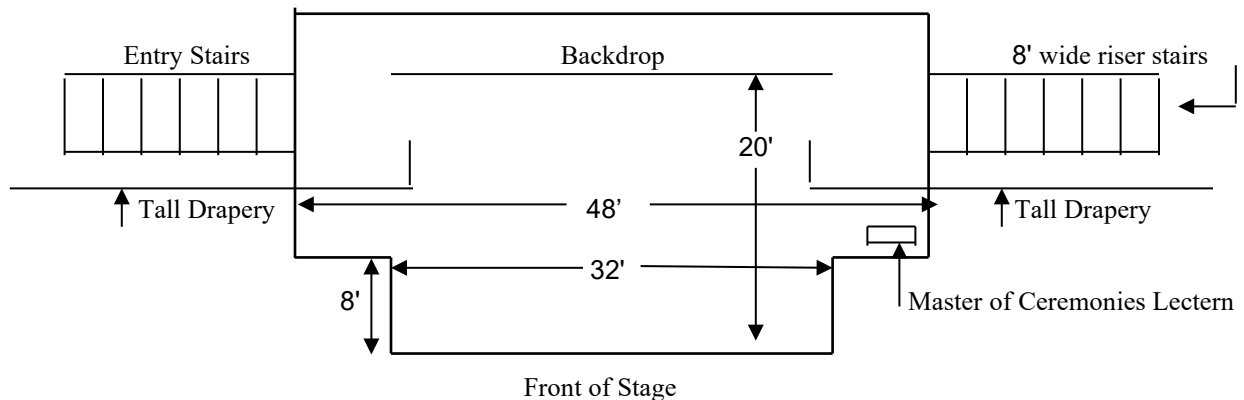 Entry Stairs
Backdrop
8' wide riser stairs
20'
Tall Drapery
48’
Tall Drapery
32'
8'
Master of Ceremonies Lectern
Front of Stage